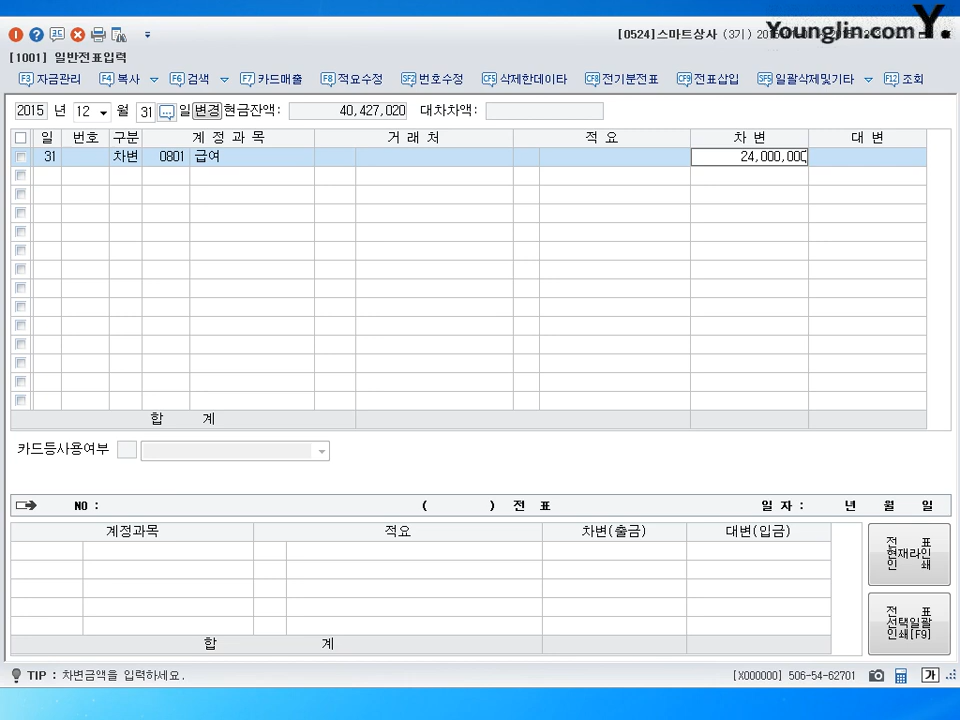 Younglin.com
[0524]스마트상사 (3기)
[1001] 일반전표입력
F3 자금관리 F4 복사 F6 검색 F7 카드매출 F8 적요수정 SF2 번호수정 CF5 삭제한데이타 CF8 전기분전표 CF9 전표삽입 SF5 일괄삭제및기타 F12 조회
2015 년 12 월 31 일 변경 현금잔액: 40,427,020 대차차액:
일 번호 구분 계 정 과 목 거 래 처 적 요 차 변 대 변
31 차변 0801 급여 24,000,000
합 계
카드등사용여부
NO : ( ) 전 표 일 자 : 년 월 일
계정과목 적요 차변(출금) 대변(입금)
합 계
전 표
현재라인
인 쇄
전 표
선택일괄
인쇄[F9]
TIP : 차변금액을 입력하세요. [X000000] 506-54-62701 가